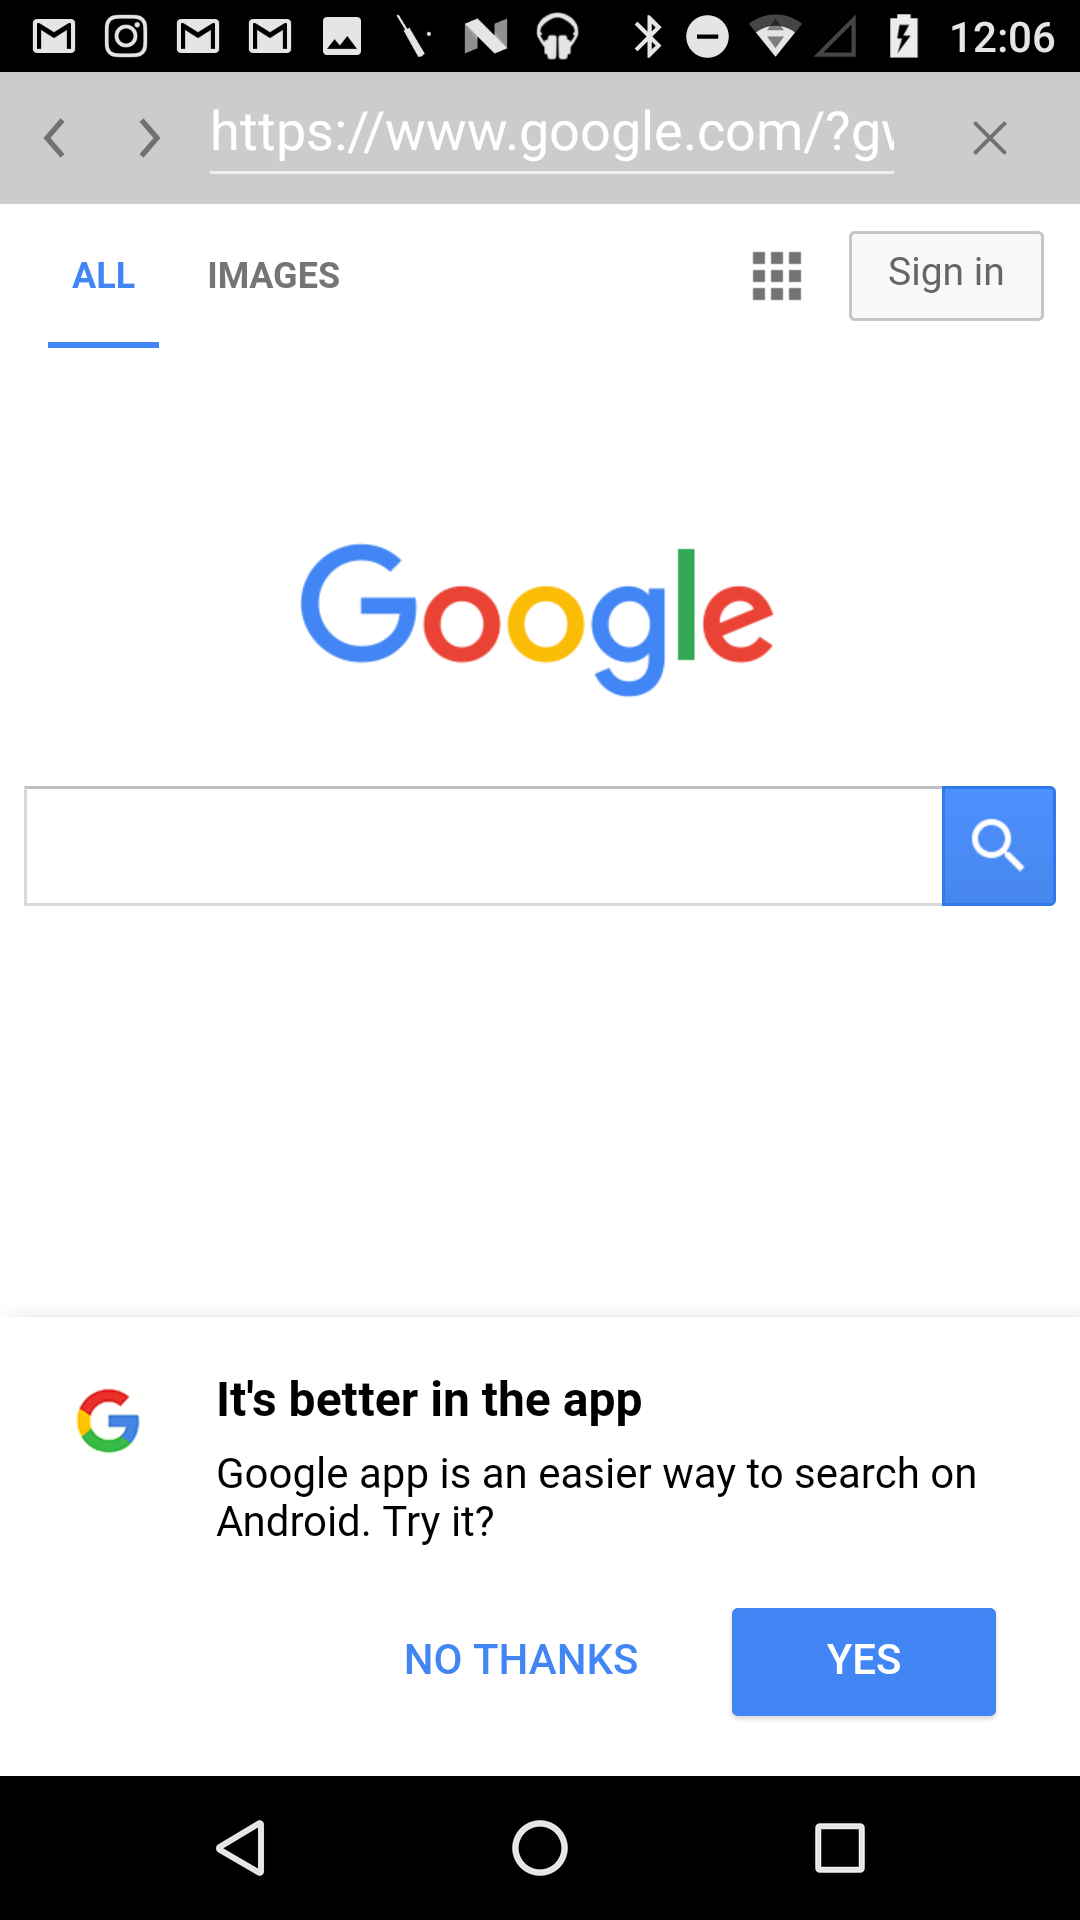 12:06
https://www.google.com/?g
ALL IMAGES Sign in
Google
It's better in the app
Google app is an easier way to search on
Android. Try it?
NO THANKS YES